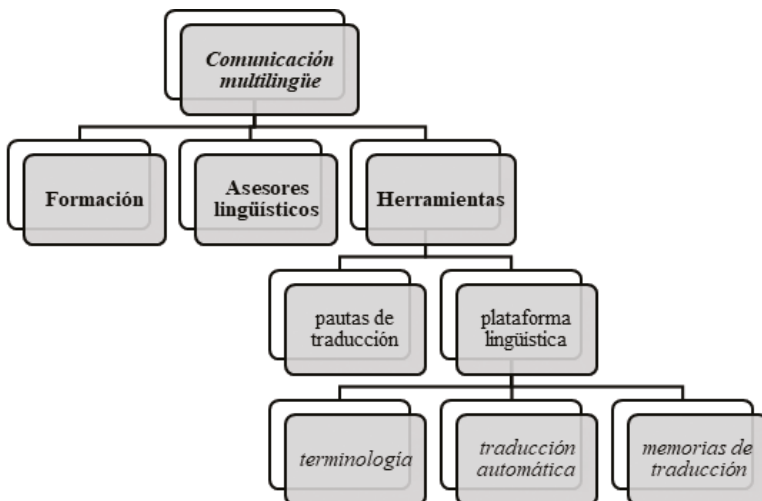 Comunicación
multilingüe
Formación
Asesores
lingüísticos
Herramientas
pautas de
traducción
plataforma
lingüística
terminología
traducción
automática
memorias de
traducción